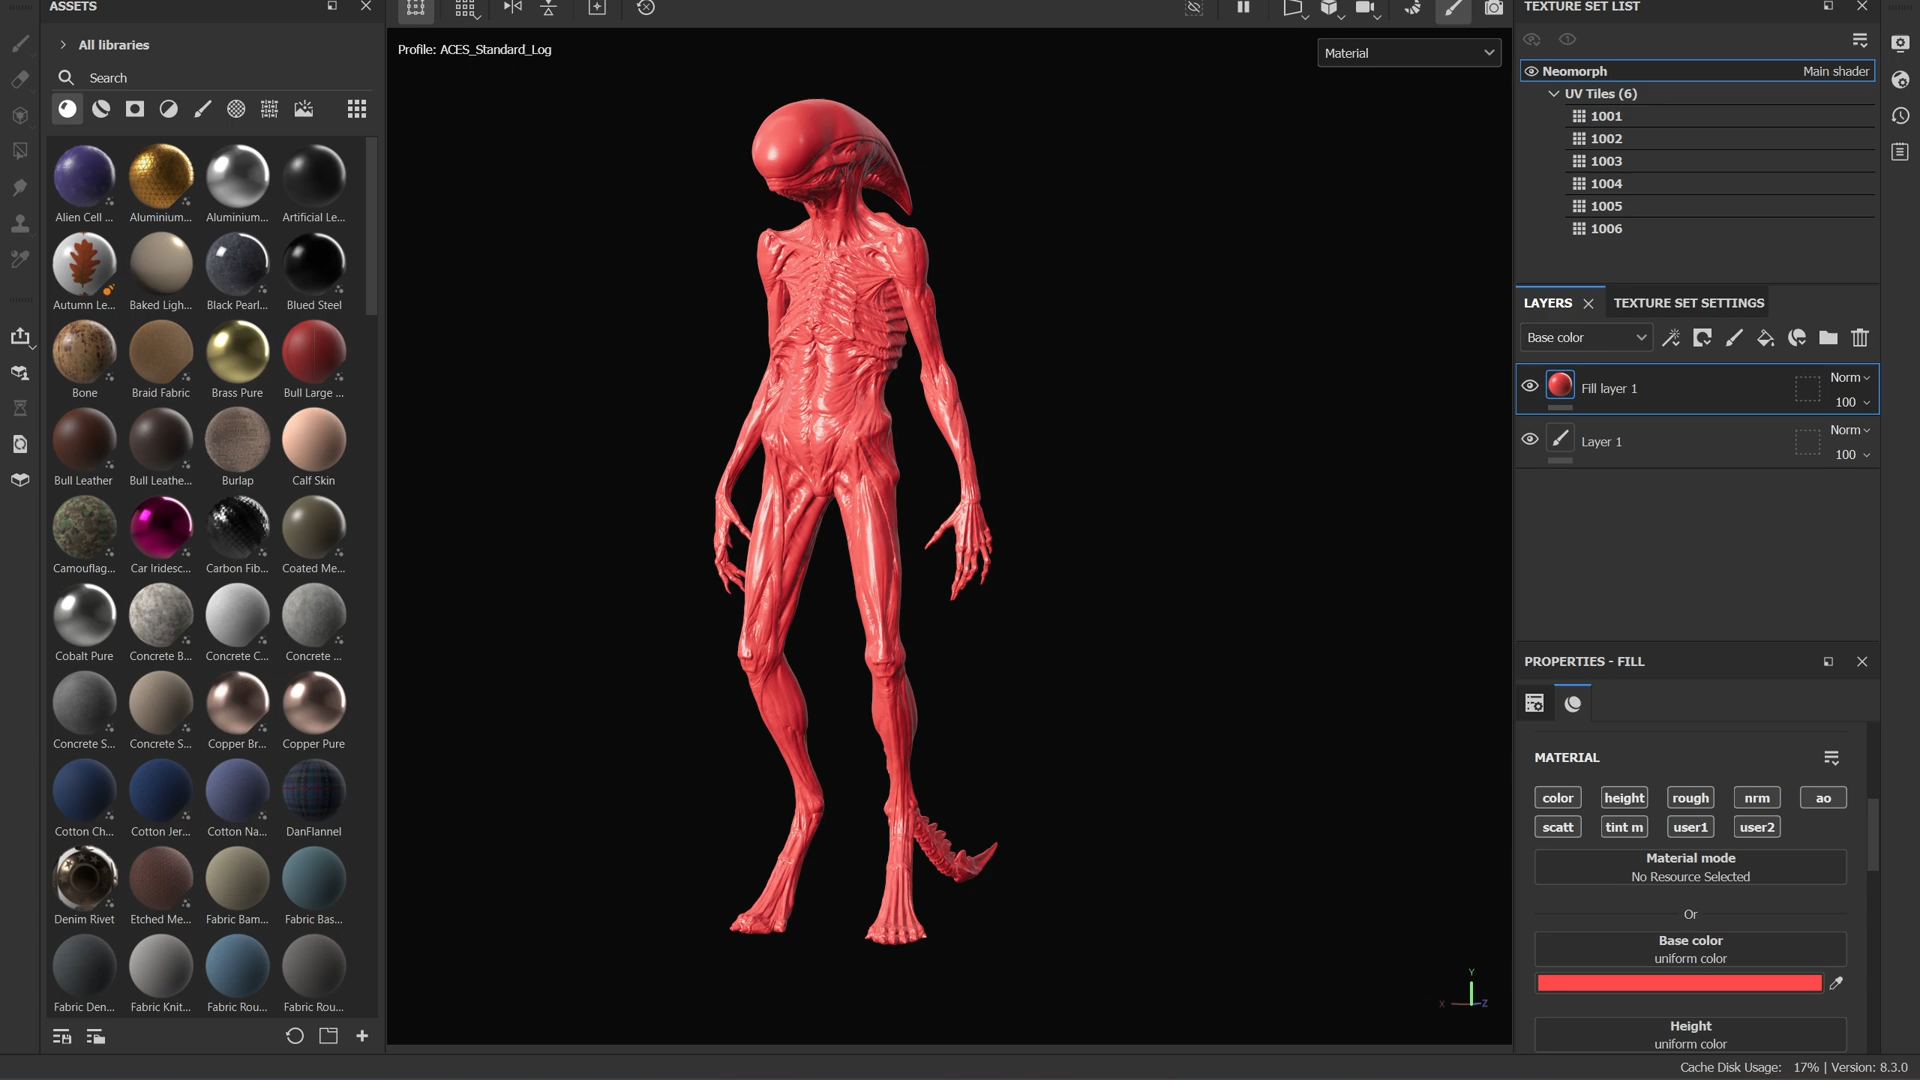 ASSETS
All libraries
Search
Alien Cell ...
Aluminium...
Aluminium...
Artificial Le...
Autumn Le...
Baked Ligh...
Black Pearl...
Blued Steel
Bone
Braid Fabric
Brass Pure
Bull Large ...
Bull Leather
Bull Leathe...
Burlap
Calf Skin
Camouflag...
Car Iridesc...
Carbon Fib...
Coated Me...
Cobalt Pure
Concrete B...
Concrete C...
Concrete ...
Concrete S...
Concrete S...
Copper Br...
Copper Pure
Cotton Ch...
Cotton Jer...
Cotton Na...
DanFlannel
Denim Rivet
Etched Me...
Fabric Bam...
Fabric Bas...
Fabric Den...
Fabric Knit...
Fabric Rou...
Fabric Rou...
Profile: ACES_Standard_Log
Material
Y
X
Z
TEXTURE SET LIST
Neomorph
Main shader
UV Tiles (6)
1001
1002
1003
1004
1005
1006
LAYERS
TEXTURE SET SETTINGS
Base color
Fill layer 1
Norm
100
Layer 1
Norm
100
PROPERTIES - FILL
MATERIAL
color
height
rough
nrm
ao
scatt
tint m
user1
user2
Material mode
No Resource Selected
Or
Base color
uniform color
Height
uniform color
Cache Disk Usage: 17% | Version: 8.3.0